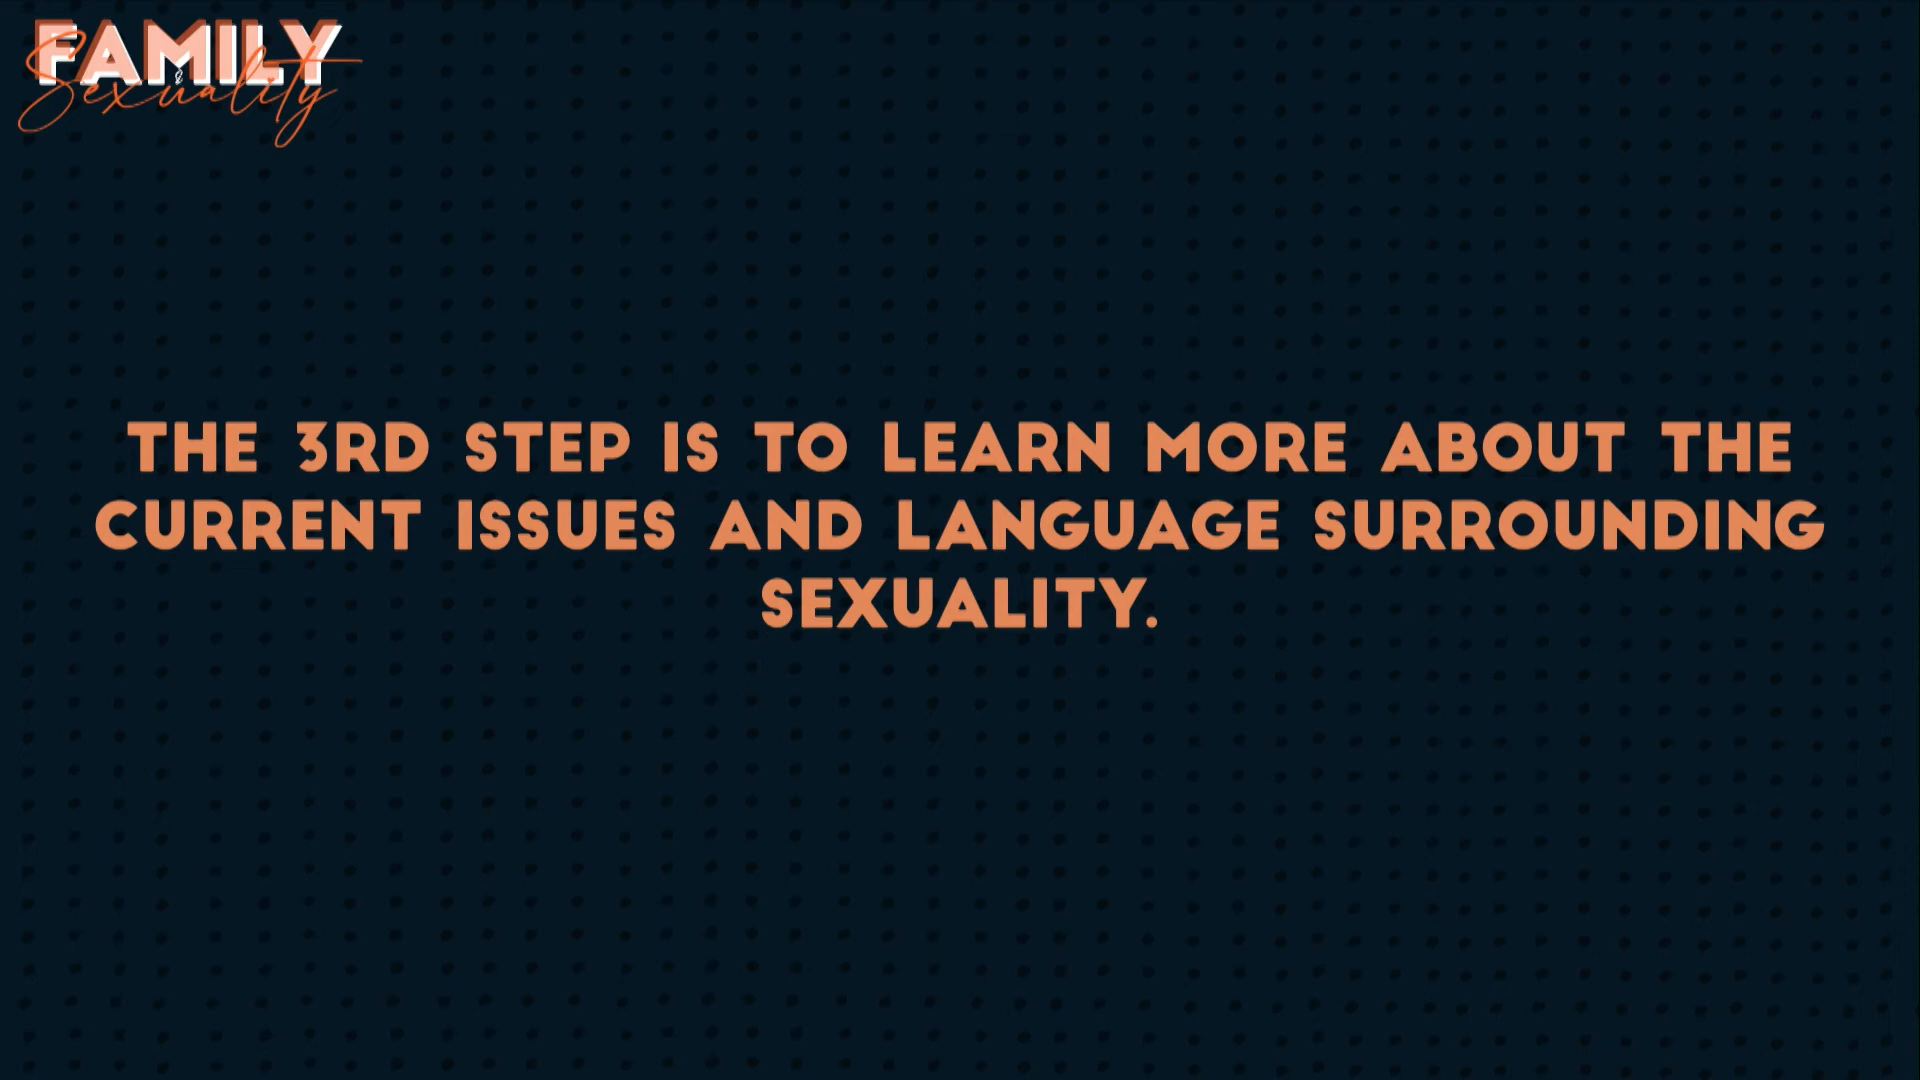 FAMILY
&
Sexuality
THE 3RD STEP IS TO LEARN MORE ABOUT THE
CURRENT ISSUES AND LANGUAGE SURROUNDING
SEXUALITY.